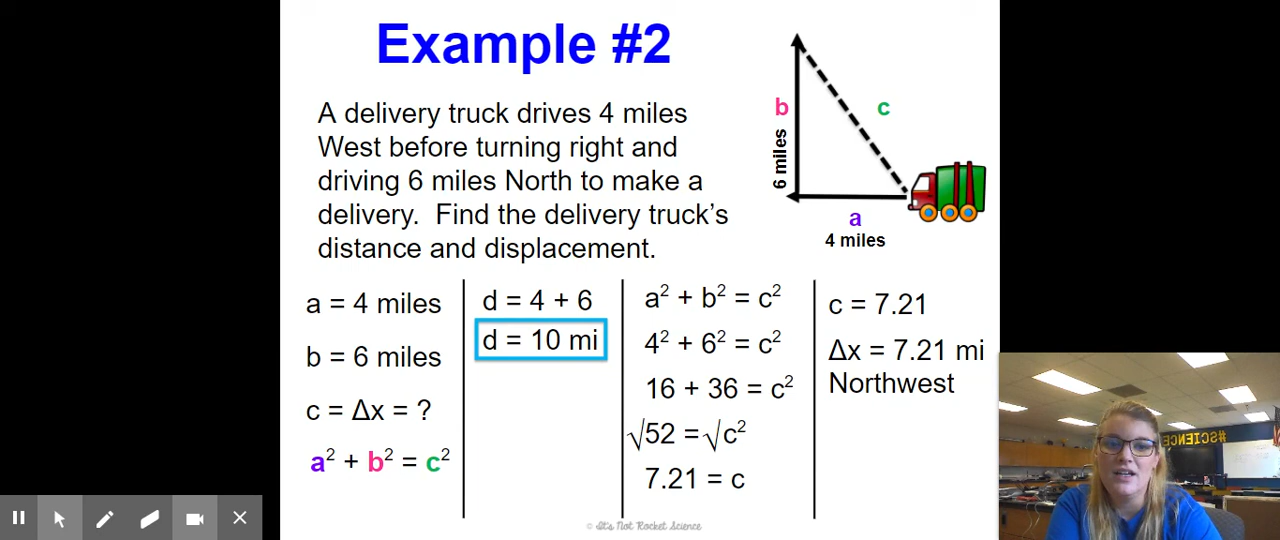 Example #2
A delivery truck drives 4 miles
West before turning right and
driving 6 miles North to make a
delivery. Find the delivery truck's
distance and displacement.
b
6 miles
c
a
4 miles
a = 4 miles
b = 6 miles
c = Δx = ?
a² + b² = c²
d = 4 + 6
d = 10 mi
a² + b² = c²
4² + 6² = c²
16 + 36 = c²
√52 = √c²
7.21 = c
c = 7.21
Δx = 7.21 mi
Northwest
#SCIENCE
© It's Not Rocket Science